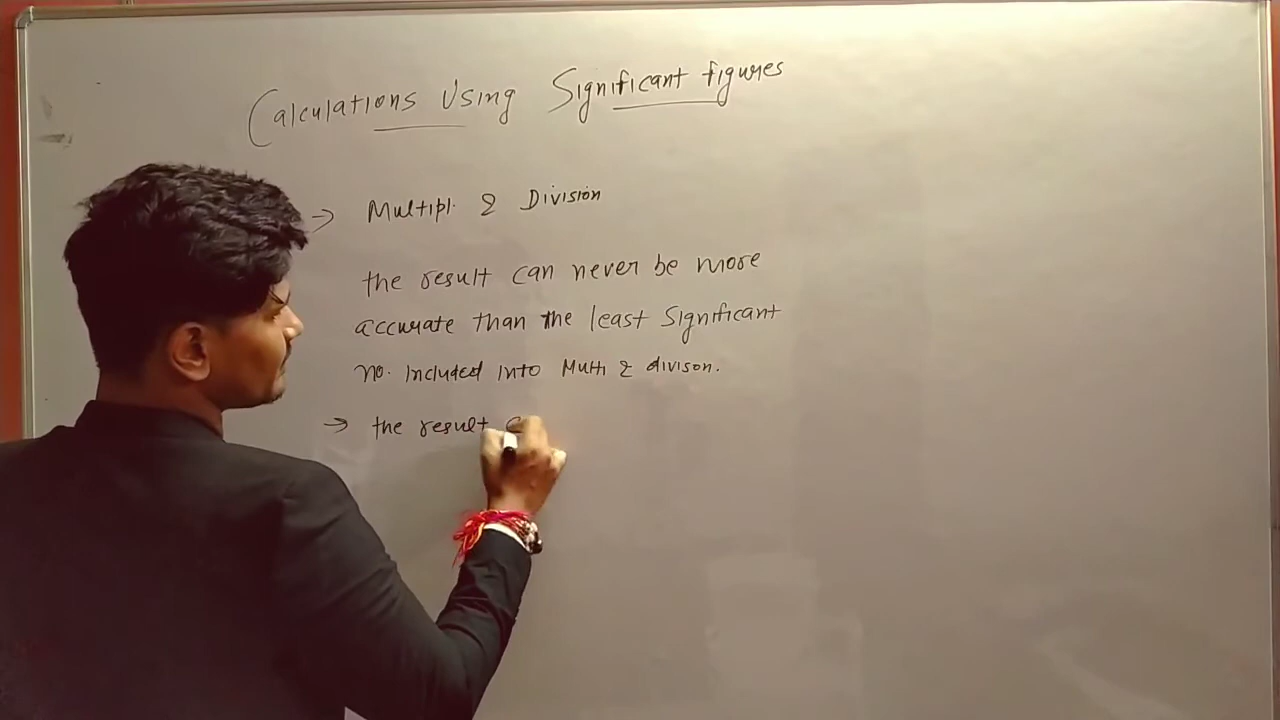 Calculations Using Significant figures
→ Multipl. & Division
the result can never be more
accurate than the least Significant
no. included into Multi & divison.
→ the result